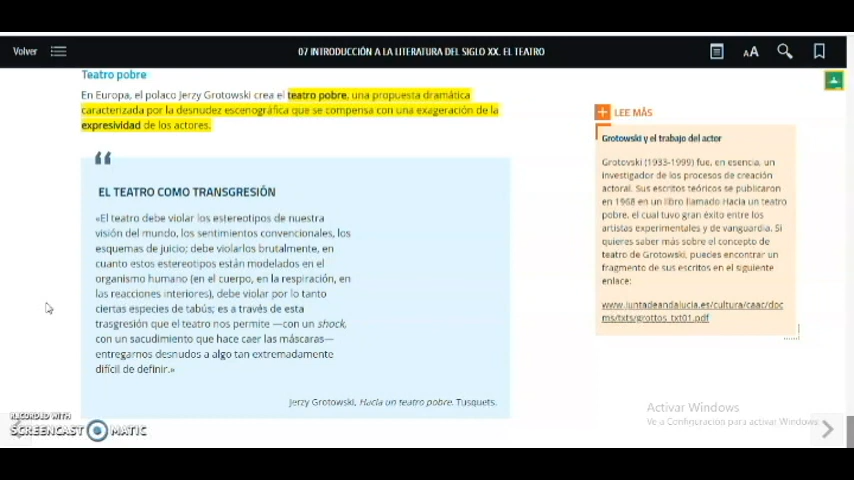 Volver
07 INTRODUCCIÓN A LA LITERATURA DEL SIGLO XX. EL TEATRO
AA
Teatro pobre
En Europa, el polaco Jerzy Grotowski crea el teatro pobre, una propuesta dramática
caracterizada por la desnudez escenográfica que se compensa con una exageración de la
expresividad de los actores.
“
EL TEATRO COMO TRANSGRESIÓN
«El teatro debe violar los estereotipos de nuestra
visión del mundo, los sentimientos convencionales, los
esquemas de juicio; debe violarlos brutalmente, en
cuanto estos estereotipos están modelados en el
organismo humano (en el cuerpo, en la respiración, en
las reacciones interiores), debe violar por lo tanto
ciertas especies de tabús; es a través de esta
trasgresión que el teatro nos permite —con un shock,
con un sacudimiento que hace caer las máscaras—
entregarnos desnudos a algo tan extremadamente
difícil de definir.»
Jerzy Grotowski, Hacia un teatro pobre. Tusquets.
+ LEE MÁS
Grotowski y el trabajo del actor
Grotovski (1933-1999) fue, en esencia, un
investigador de los procesos de creación
actoral. Sus escritos teóricos se publicaron
en 1968 en un libro llamado Hacia un teatro
pobre, el cual tuvo gran éxito entre los
artistas experimentales y de vanguardia. Si
quieres saber más sobre el concepto de
teatro de Grotowski, puedes encontrar un
fragmento de sus escritos en el siguiente
enlace:
www.juntadeandalucia.es/cultura/caac/doc
ms/txts/grottos_txt01.pdf
Activar Windows
Ve a Configuración para activar Windows.
RECORDED WITH
SCREENCAST MATIC